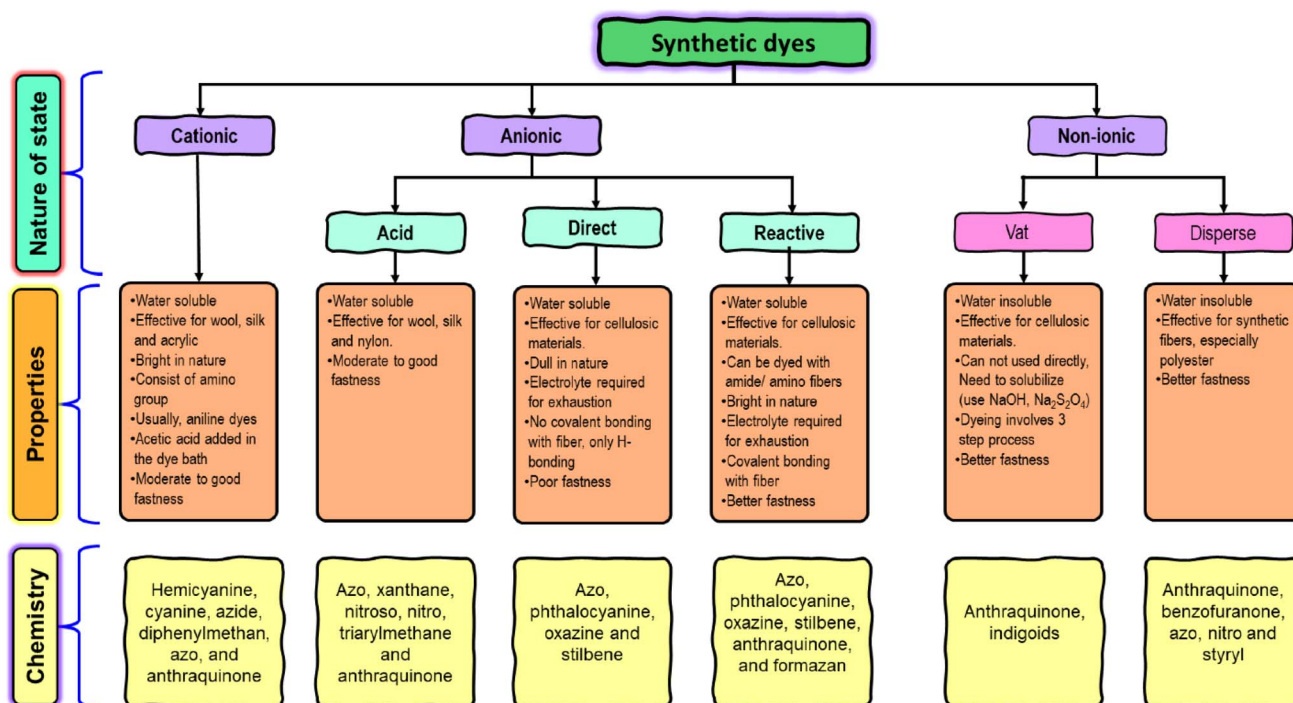 Synthetic dyes
Nature of state
Cationic
Anionic
Non-ionic
Acid
Direct
Reactive
Vat
Disperse
Properties
•Water soluble
•Effective for wool, silk
and acrylic
•Bright in nature
•Consist of amino
group
•Usually, aniline dyes
•Acetic acid added in
the dye bath
•Moderate to good
fastness
•Water soluble
•Effective for wool, silk
and nylon.
•Moderate to good
fastness
•Water soluble
•Effective for cellulosic
materials.
•Dull in nature
•Electrolyte required
for exhaustion
•No covalent bonding
with fiber, only H-
bonding
•Poor fastness
•Water soluble
•Effective for cellulosic
materials.
•Can be dyed with
amide/ amino fibers
•Bright in nature
•Electrolyte required
for exhaustion
•Covalent bonding
with fiber
•Better fastness
•Water insoluble
•Effective for cellulosic
materials.
•Can not used directly,
Need to solubilize
(use NaOH, Na₂S₂O₄)
•Dyeing involves 3
step process
•Better fastness
•Water insoluble
•Effective for synthetic
fibers, especially
polyester
•Better fastness
Chemistry
Hemicyanine,
cyanine, azide,
diphenylmethan,
azo, and
anthraquinone
Azo, xanthane,
nitroso, nitro,
triarylmethane
and
anthraquinone
Azo,
phthalocyanine,
oxazine and
stilbene
Azo,
phthalocyanine,
oxazine, stilbene,
anthraquinone,
and formazan
Anthraquinone,
indigoids
Anthraquinone,
benzofuranone,
azo, nitro and
styryl